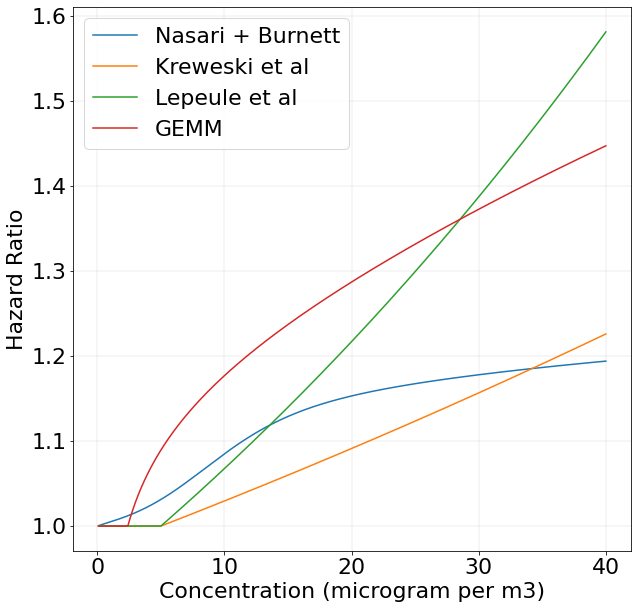 Nasari + Burnett
Kreweski et al
Lepeule et al
GEMM
1.6
1.5
1.4
1.3
1.2
1.1
1.0
Hazard Ratio
0 10 20 30 40
Concentration (microgram per m3)